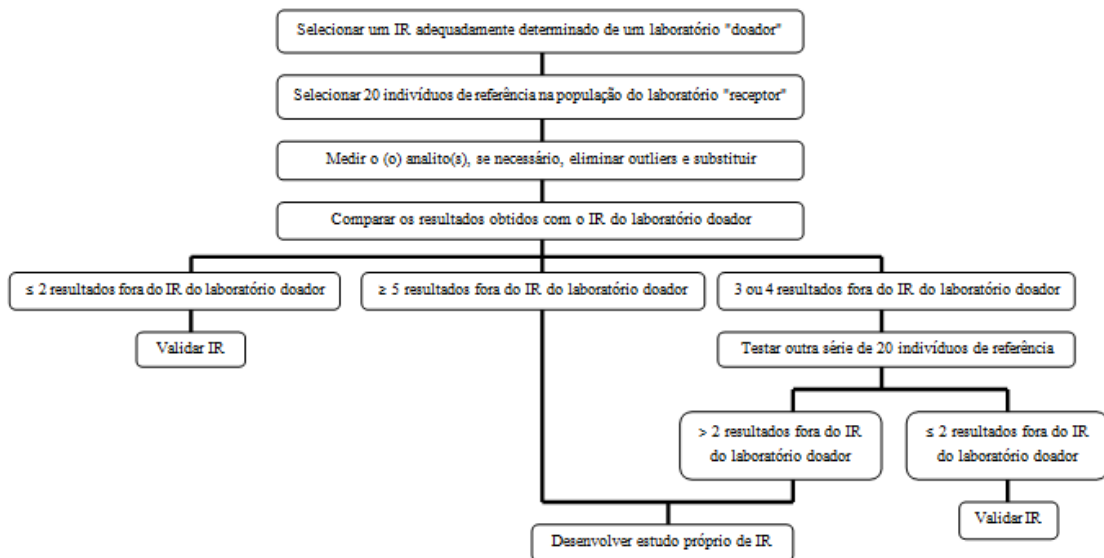 Selecionar um IR adequadamente determinado de um laboratório "doador"
Selecionar 20 indivíduos de referência na população do laboratório "receptor"
Medir o (o) analito(s), se necessário, eliminar outliers e substituir
Comparar os resultados obtidos com o IR do laboratório doador
≤ 2 resultados fora do IR do laboratório doador
≥ 5 resultados fora do IR do laboratório doador
3 ou 4 resultados fora do IR do laboratório doador
Validar IR
Testar outra série de 20 indivíduos de referência
> 2 resultados fora do IR
do laboratório doador
≤ 2 resultados fora do IR
do laboratório doador
Validar IR
Desenvolver estudo próprio de IR